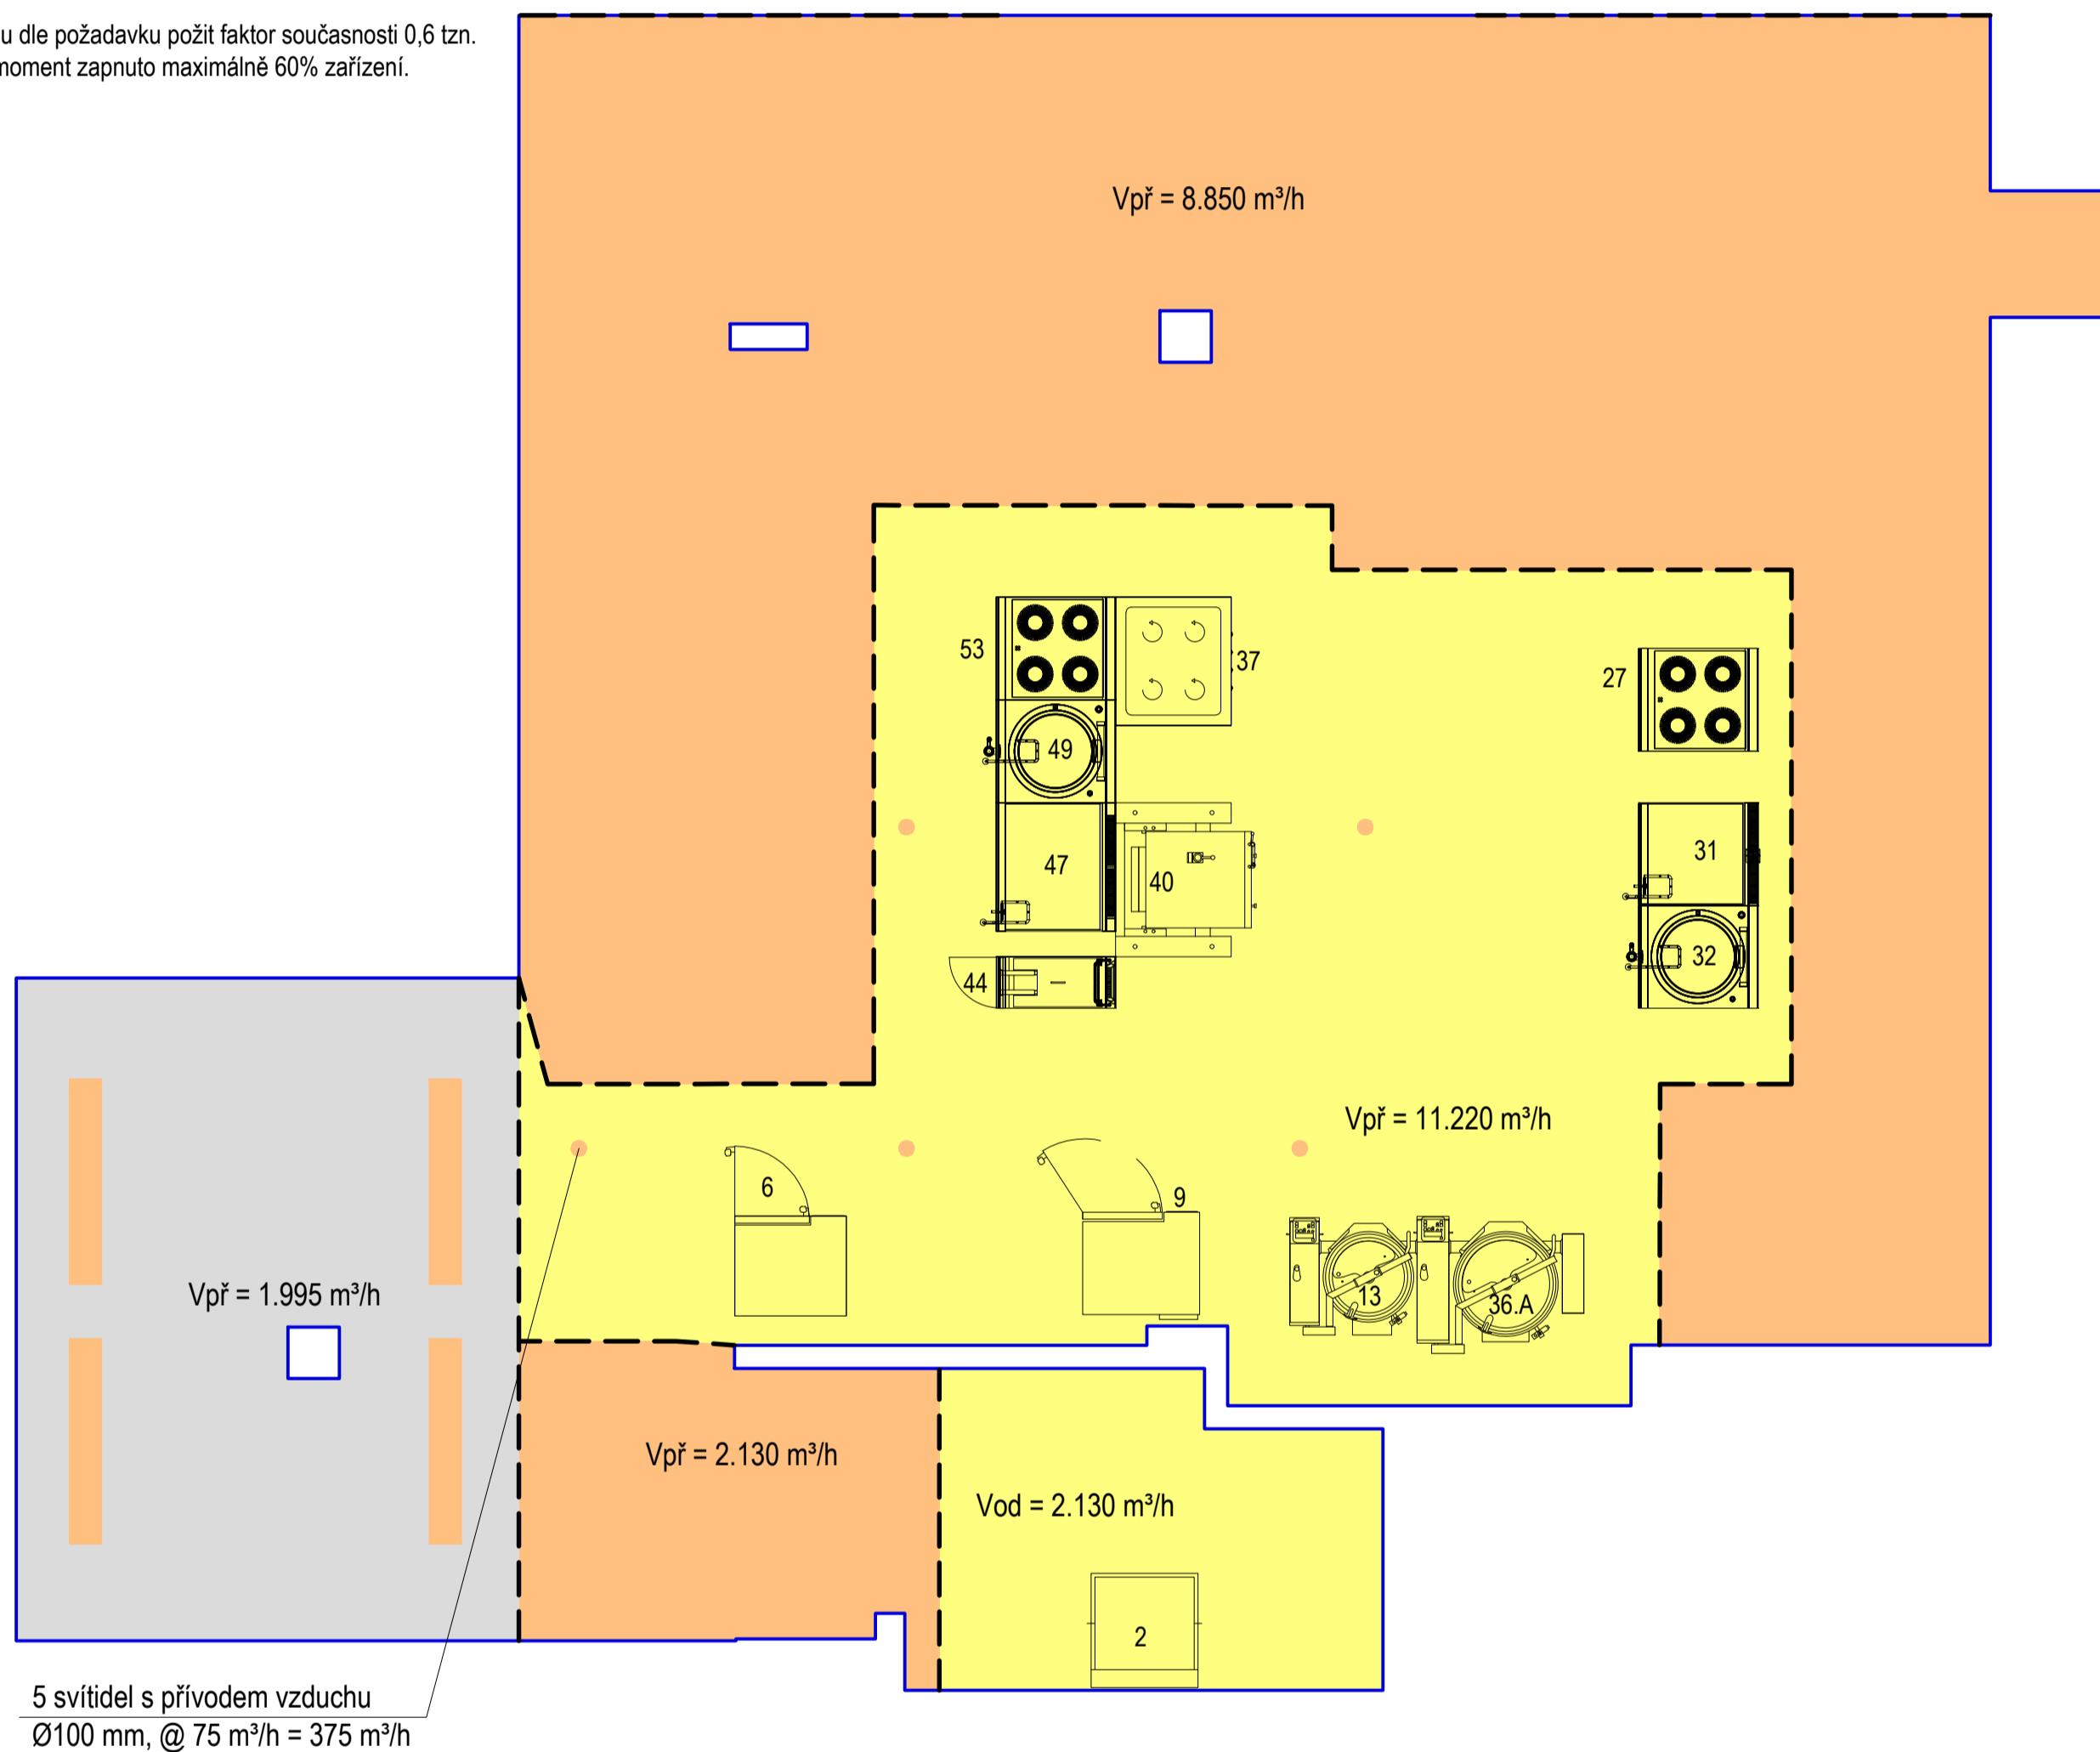 u dle požadavku požit faktor současnosti 0,6 tzn.
moment zapnuto maximálně 60% zařízení.
Vpř = 8.850 m³/h
53
37
27
49
47
40
31
32
44
Vpř = 11.220 m³/h
6
9
13
36.A
Vpř = 1.995 m³/h
Vpř = 2.130 m³/h
Vod = 2.130 m³/h
2
5 svítidel s přívodem vzduchu
Ø100 mm, @ 75 m³/h = 375 m³/h